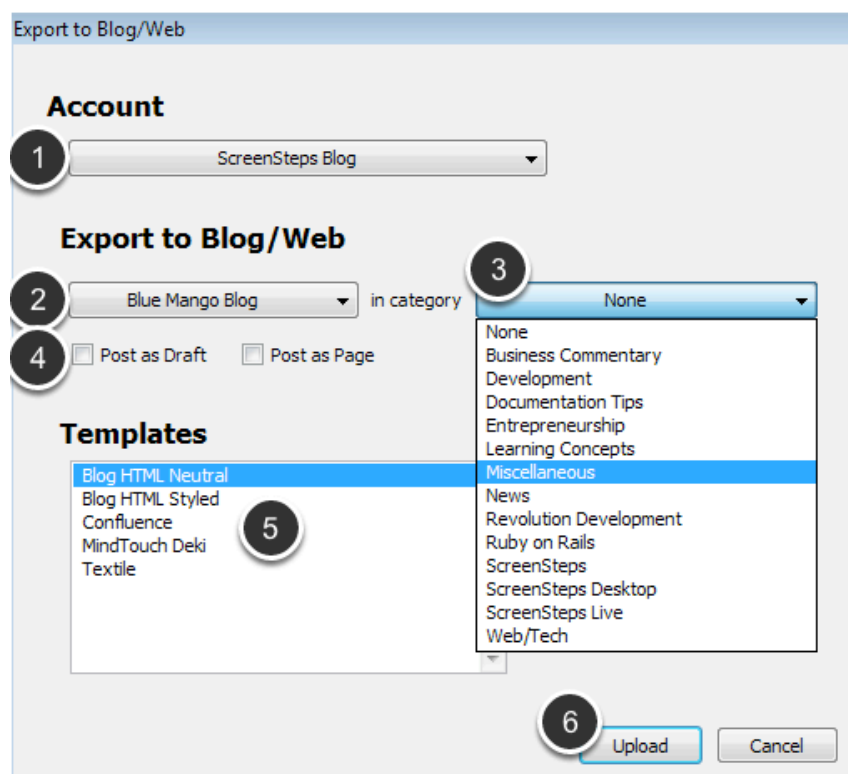 Export to Blog/Web
Account
1 ScreenSteps Blog
Export to Blog/Web
3
2 Blue Mango Blog in category None
4 Post as Draft Post as Page
None
Business Commentary
Development
Documentation Tips
Entrepreneurship
Learning Concepts
Miscellaneous
News
Revolution Development
Ruby on Rails
ScreenSteps
ScreenSteps Desktop
ScreenSteps Live
Web/Tech
Templates
Blog HTML Neutral
Blog HTML Styled
Confluence
MindTouch Deki
Textile
5
6 Upload Cancel